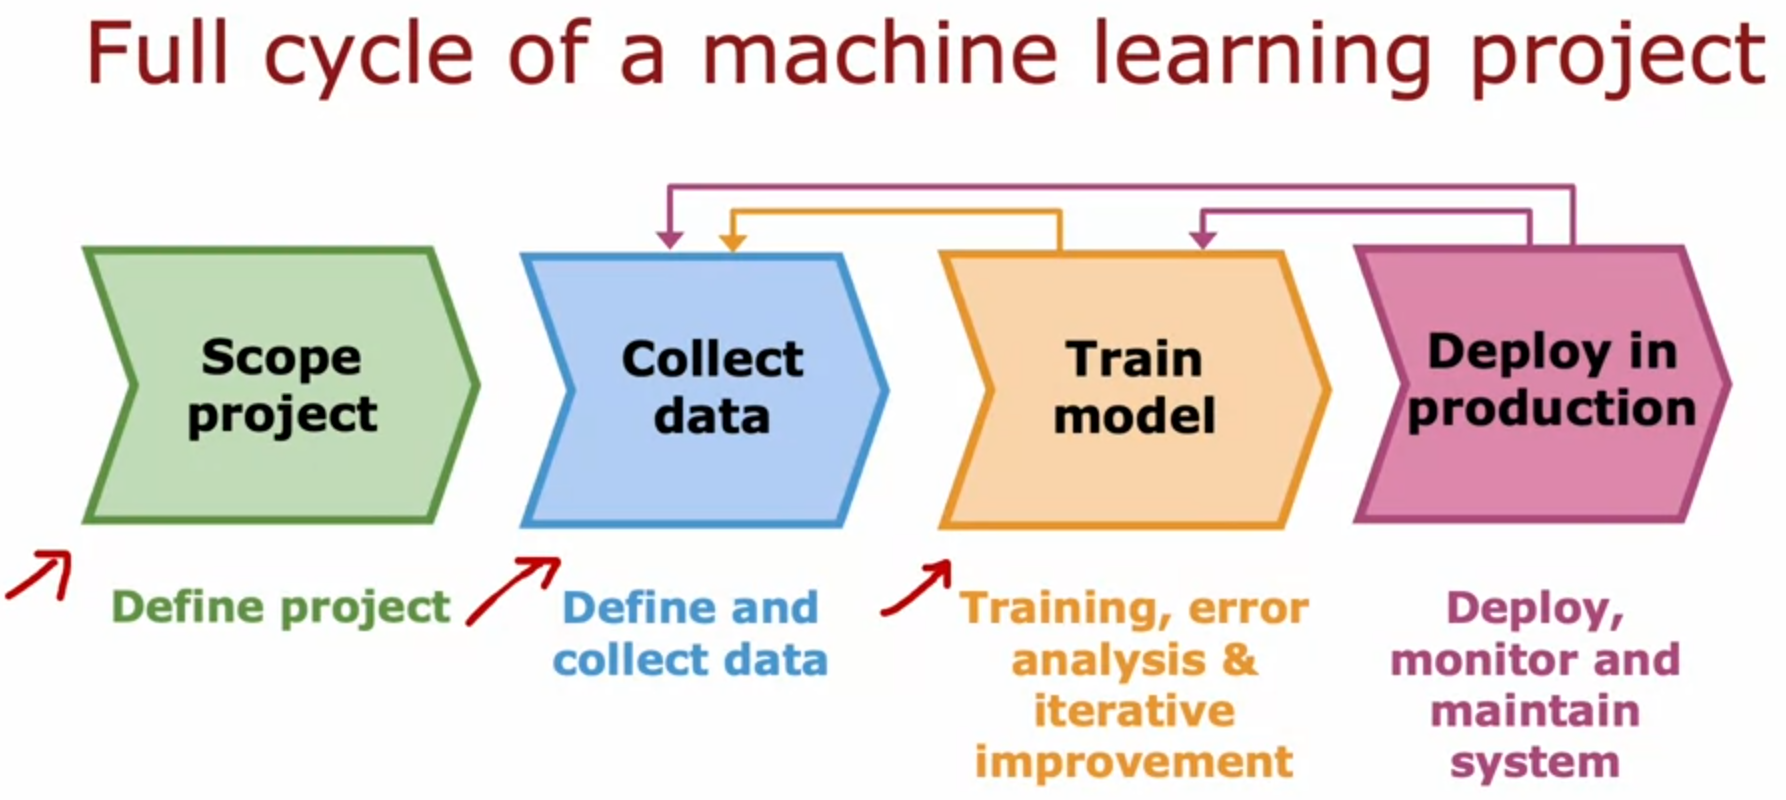 Full cycle of a machine learning project
Scope
project
Collect
data
Train
model
Deploy in
production
Define project
Define and
collect data
Training, error
analysis &
iterative
improvement
Deploy,
monitor and
maintain
system